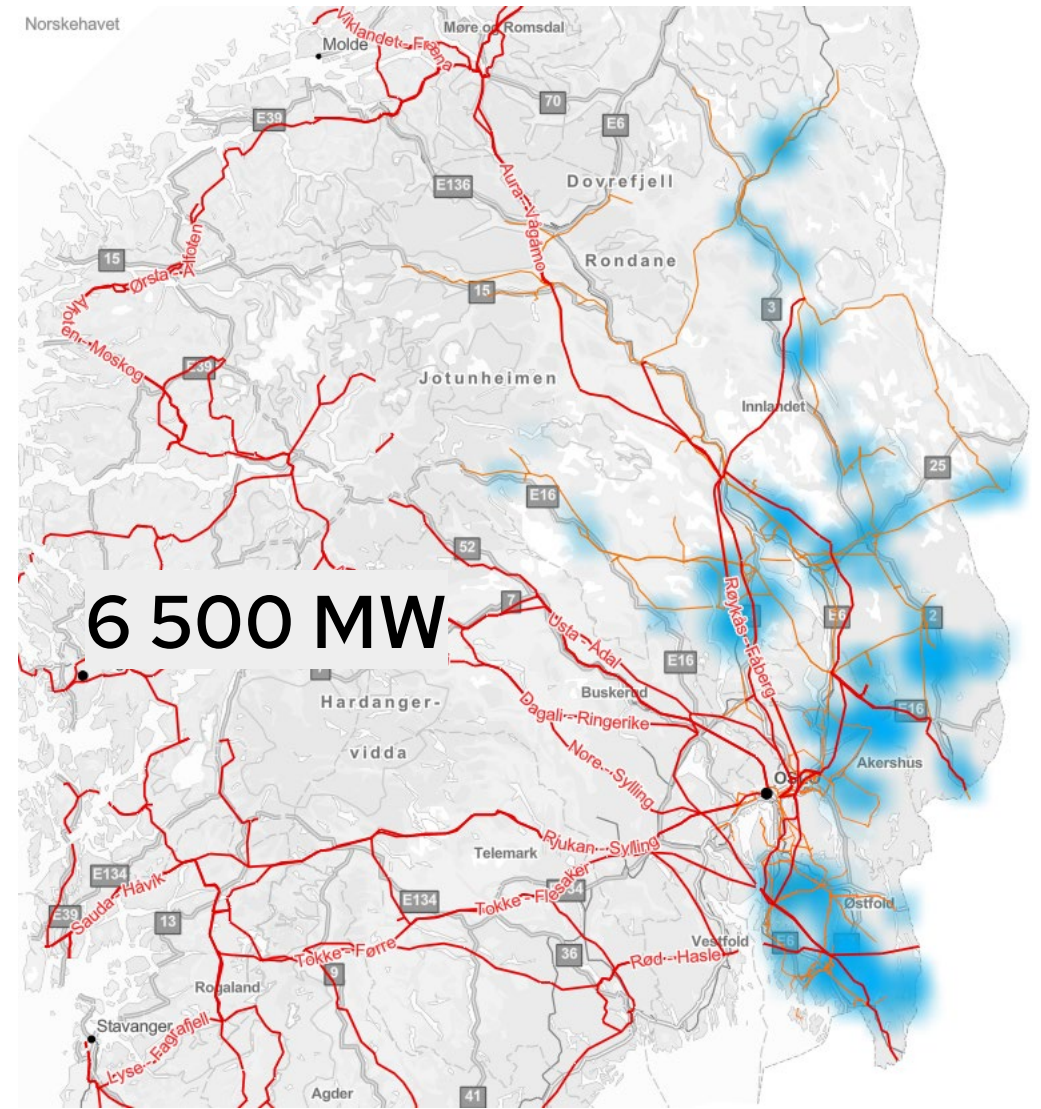 Norskehavet
Viklandet - Fræna
Møre og Romsdal
Molde
70
E39
E6
E136
Aura - Vågåmo
Dovrefjell
15
Ørsta - Ålfoten
Rondane
15
3
Ålfoten - Moskog
E39
Jotunheimen
Innlandet
25
E16
52
7
6 500 MW
Usta - Ådal
Røykås - Fåberg
E6
2
E16
Buskerud
Hardanger-
vidda
Dagali - Ringerike
E16
Nore - Sylling
Akershus
Rjukan - Sylling
Telemark
E134
Sauda - Håvik
E39
13
E134
Tokke - Flesaker
Østfold
Vestfold
E6
36
Rød - Hasle
Tokke - Førre
9
Rogaland
Stavanger
Lyse - Fagrafjell
Agder
41